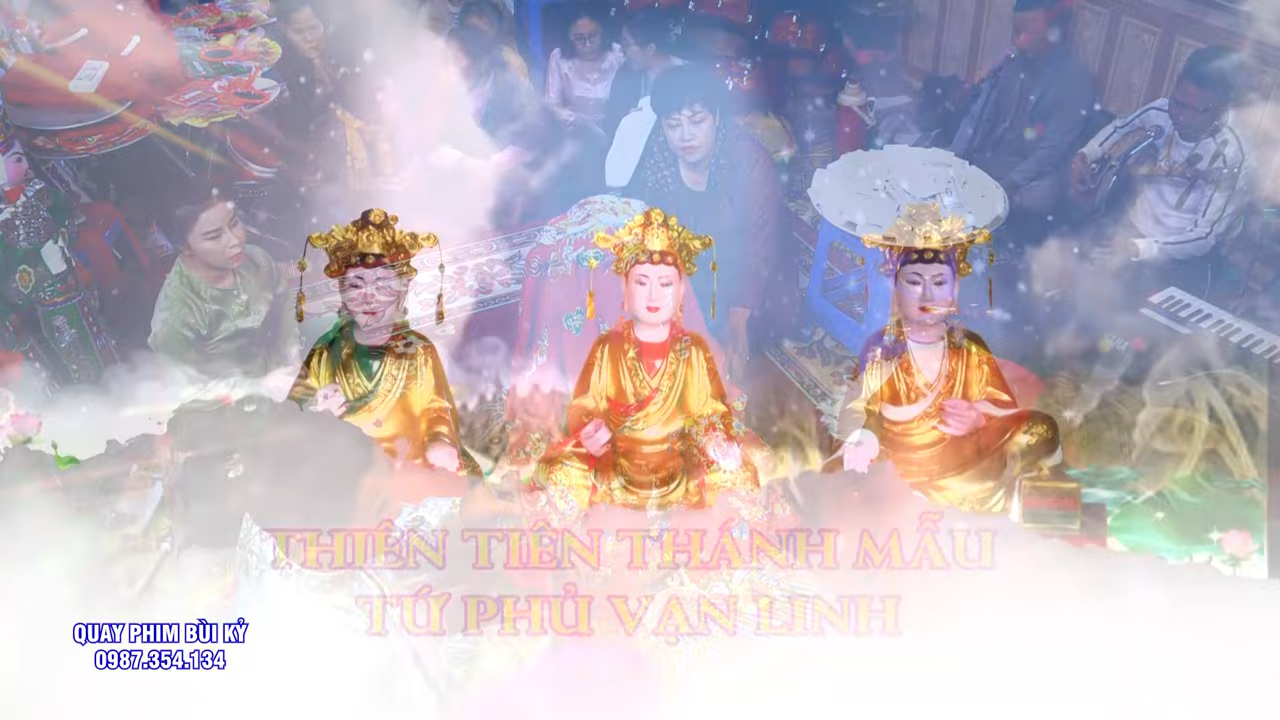 THIÊN TIÊN THÁNH MẪU
TỨ PHỦ VẠN LINH
QUAY PHIM BÙI KỶ
0987.354.134